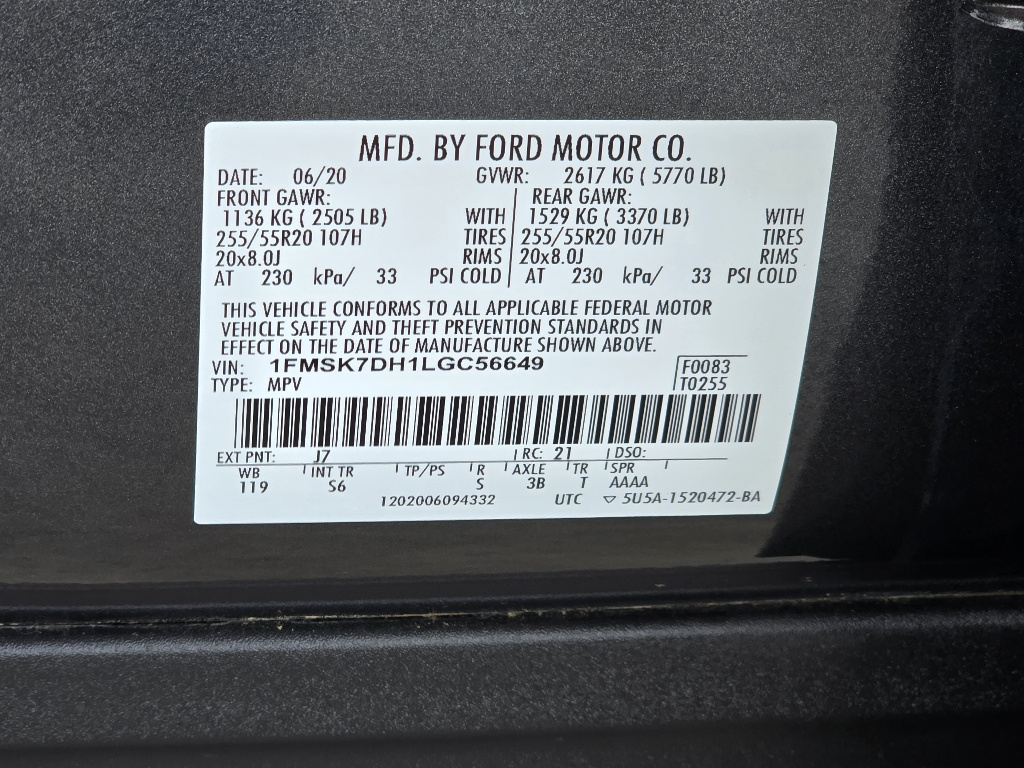 MFD. BY FORD MOTOR CO.
DATE: 06/20 GVWR: 2617 KG ( 5770 LB)
FRONT GAWR: REAR GAWR:
1136 KG ( 2505 LB) WITH 1529 KG ( 3370 LB) WITH
255/55R20 107H TIRES 255/55R20 107H TIRES
20x8.0J RIMS 20x8.0J RIMS
AT 230 kPa/ 33 PSI COLD AT 230 kPa/ 33 PSI COLD
THIS VEHICLE CONFORMS TO ALL APPLICABLE FEDERAL MOTOR
VEHICLE SAFETY AND THEFT PREVENTION STANDARDS IN
EFFECT ON THE DATE OF MANUFACTURE SHOWN ABOVE.
VIN: 1FMSK7DH1LGC56649 F0083
TYPE: MPV T0255
EXT PNT: J7 RC: 21 DSO:
WB INT TR TP/PS R AXLE TR SPR
119 S6 S 3B T AAAA
1202006094332 UTC ▽ 5U5A-1520472-BA